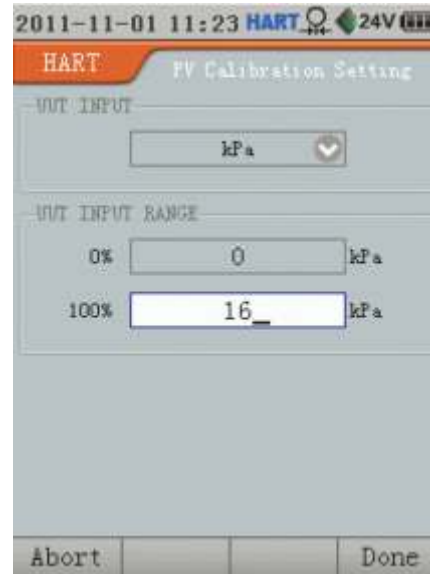 2011-11-01 11:23 HART 24V
HART PV Calibration Setting
UUT INPUT
kPa
UUT INPUT RANGE
0% 0 kPa
100% 16_ kPa
Abort Done